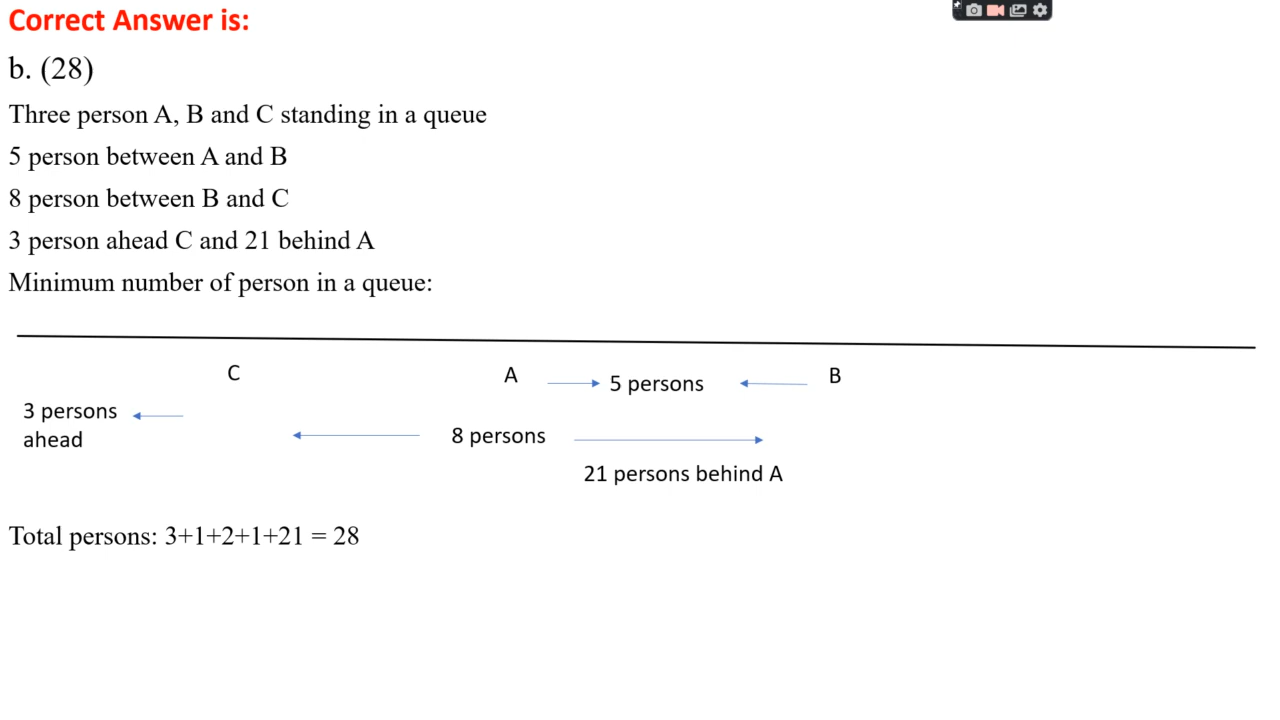 Correct Answer is:
b. (28)
Three person A, B and C standing in a queue
5 person between A and B
8 person between B and C
3 person ahead C and 21 behind A
Minimum number of person in a queue:
C
A
5 persons
B
3 persons
ahead
8 persons
21 persons behind A
Total persons: 3+1+2+1+21 = 28